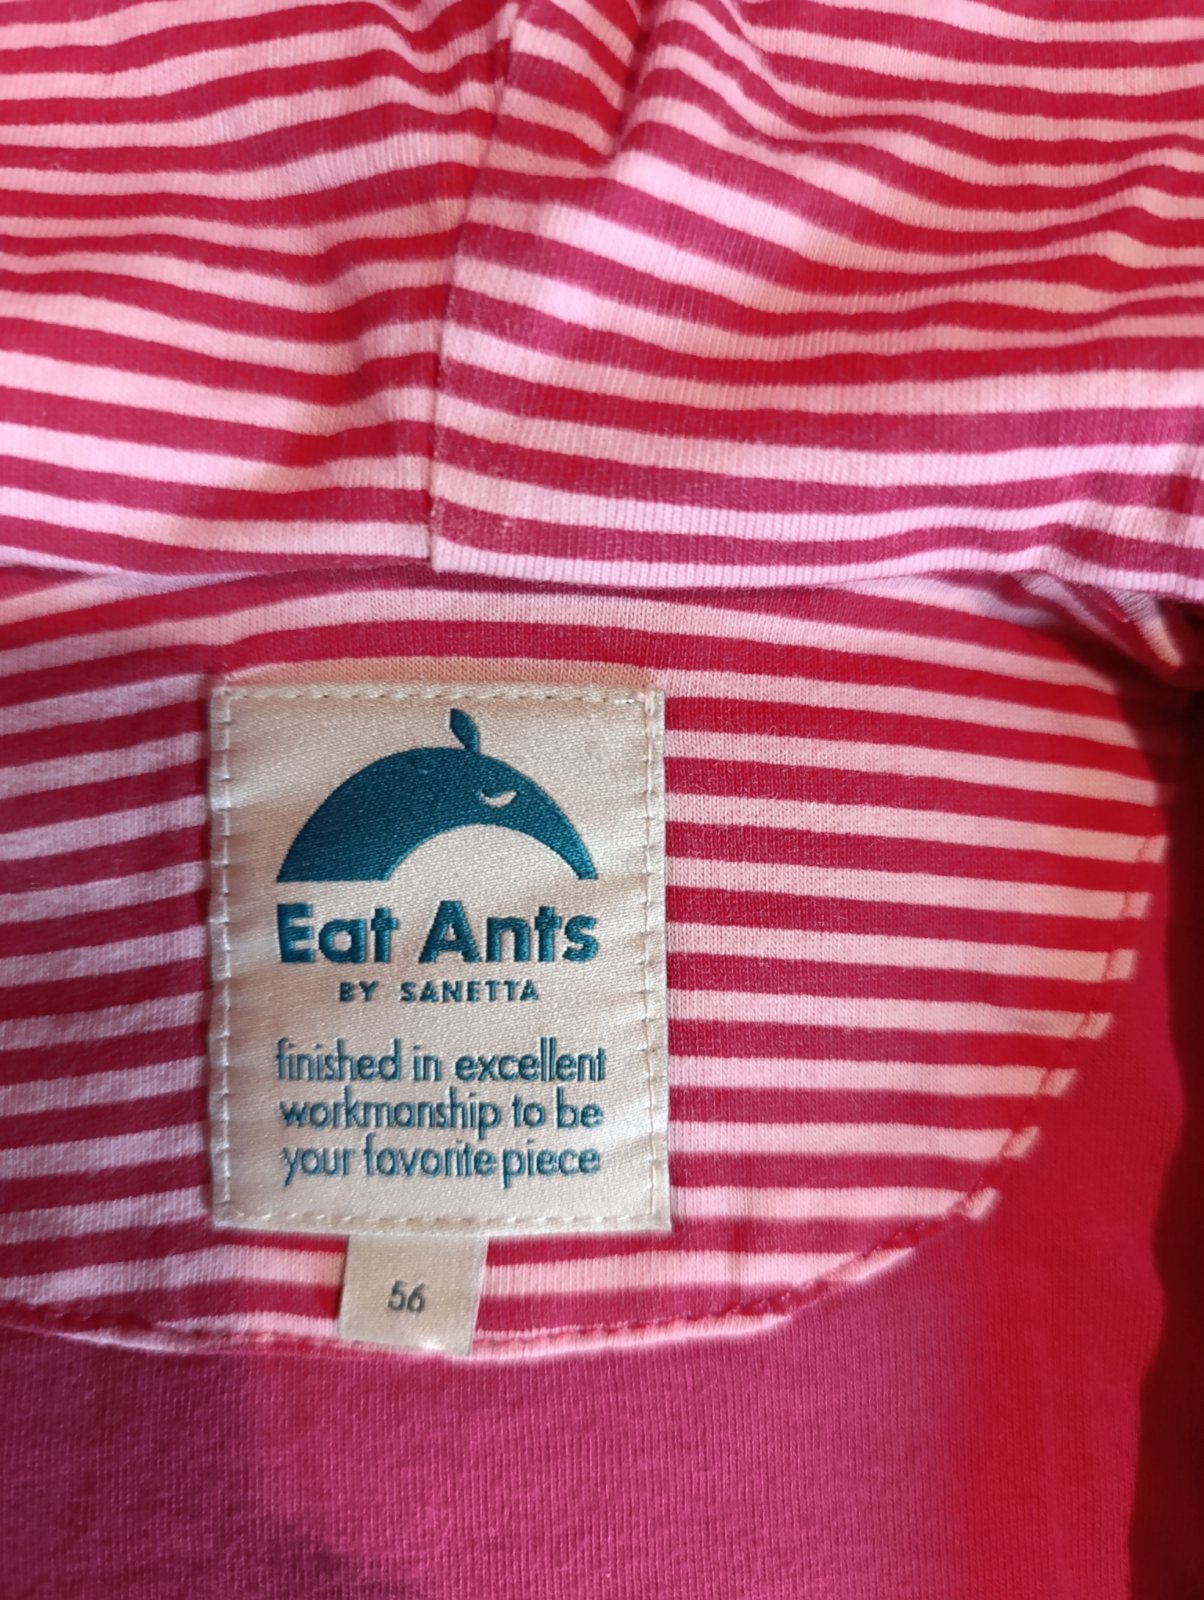 Eat Ants
BY SANETTA
finished in excellent
workmanship to be
your favorite piece
56